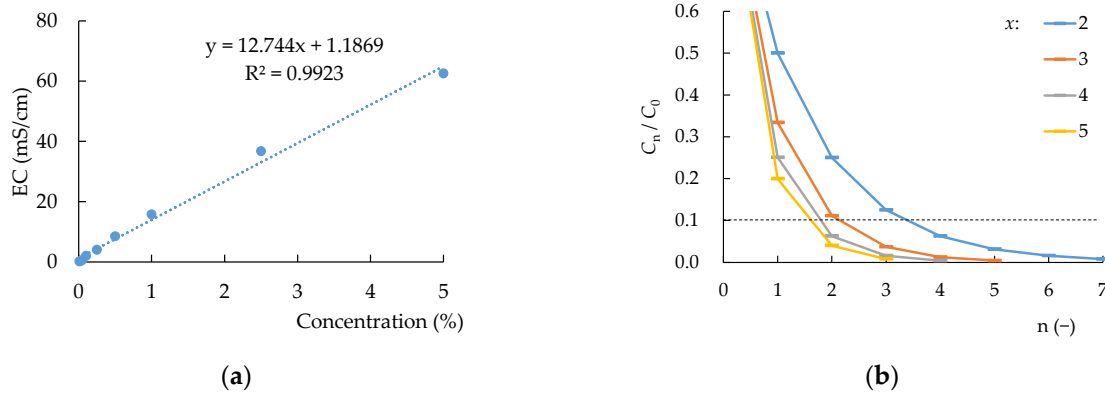 80
60
40
20
0
EC (mS/cm)
y = 12.744x + 1.1869
R² = 0.9923
0 1 2 3 4 5
Concentration (%)
(a)
0.6
0.5
0.4
0.3
0.2
0.1
0.0
Cn / C0
x:
2
3
4
5
0 1 2 3 4 5 6 7
n (−)
(b)